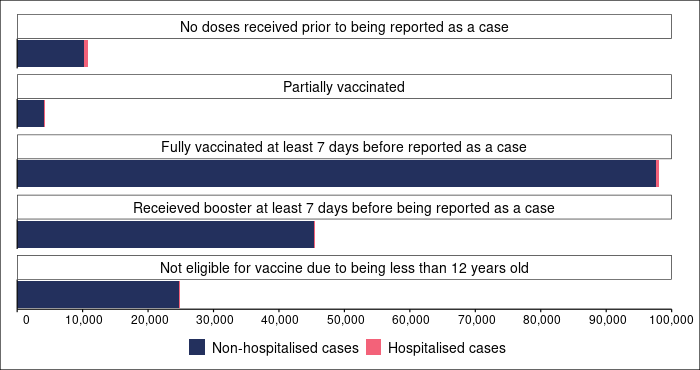 No doses received prior to being reported as a case
Partially vaccinated
Fully vaccinated at least 7 days before reported as a case
Receieved booster at least 7 days before being reported as a case
Not eligible for vaccine due to being less than 12 years old
0 10,000 20,000 30,000 40,000 50,000 60,000 70,000 80,000 90,000 100,000
Non-hospitalised cases Hospitalised cases